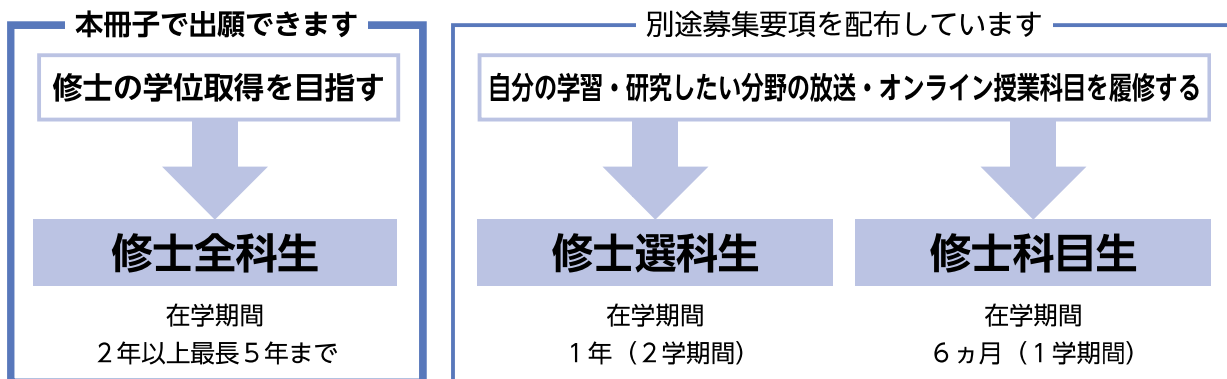 本冊子で出願できます
修士の学位取得を目指す
修士全科生
在学期間
2年以上最長5年まで
別途募集要項を配布しています
自分の学習・研究したい分野の放送・オンライン授業科目を履修する
修士選科生
在学期間
1年（2学期間）
修士科目生
在学期間
6ヵ月（1学期間）